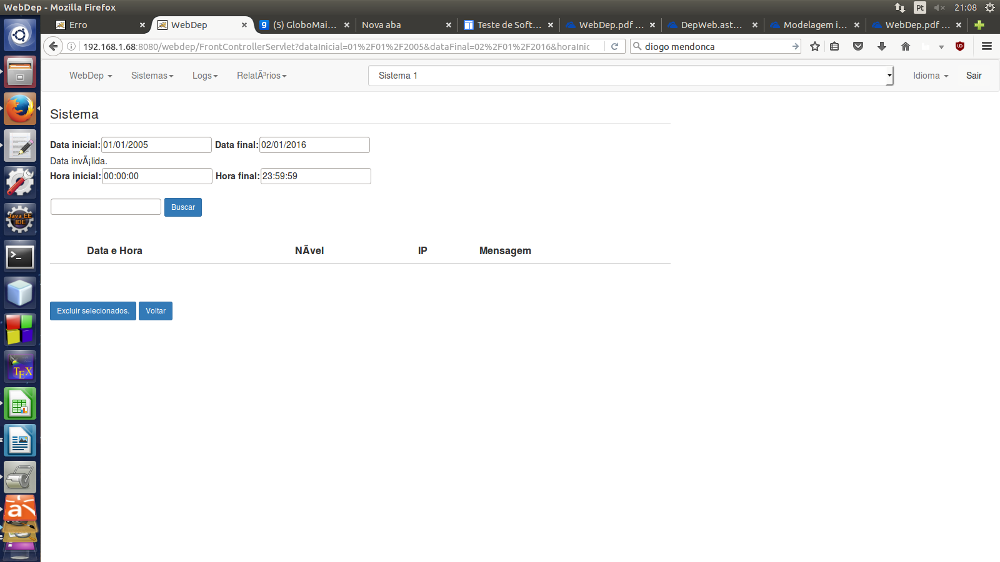 WebDep - Mozilla Firefox
Pt
21:08
Erro
WebDep
(5) GloboMai...
Nova aba
Teste de Soft...
WebDep.pdf ...
DepWeb.ast...
Modelagem i...
WebDep.pdf ...
192.168.1.68:8080/webdep/FrontControllerServlet?dataInicial=01%2F01%2F2005&dataFinal=02%2F01%2F2016&horaInic
diogo mendonca
WebDep
Sistemas
Logs
RelatÃ³rios
Sistema 1
Idioma
Sair
Sistema
Data inicial: 01/01/2005 Data final: 02/01/2016
Data invÃ¡lida.
Hora inicial: 00:00:00 Hora final: 23:59:59
Buscar
Data e Hora NÃvel IP Mensagem
Excluir selecionados. Voltar
Java EE
IDE
TEX